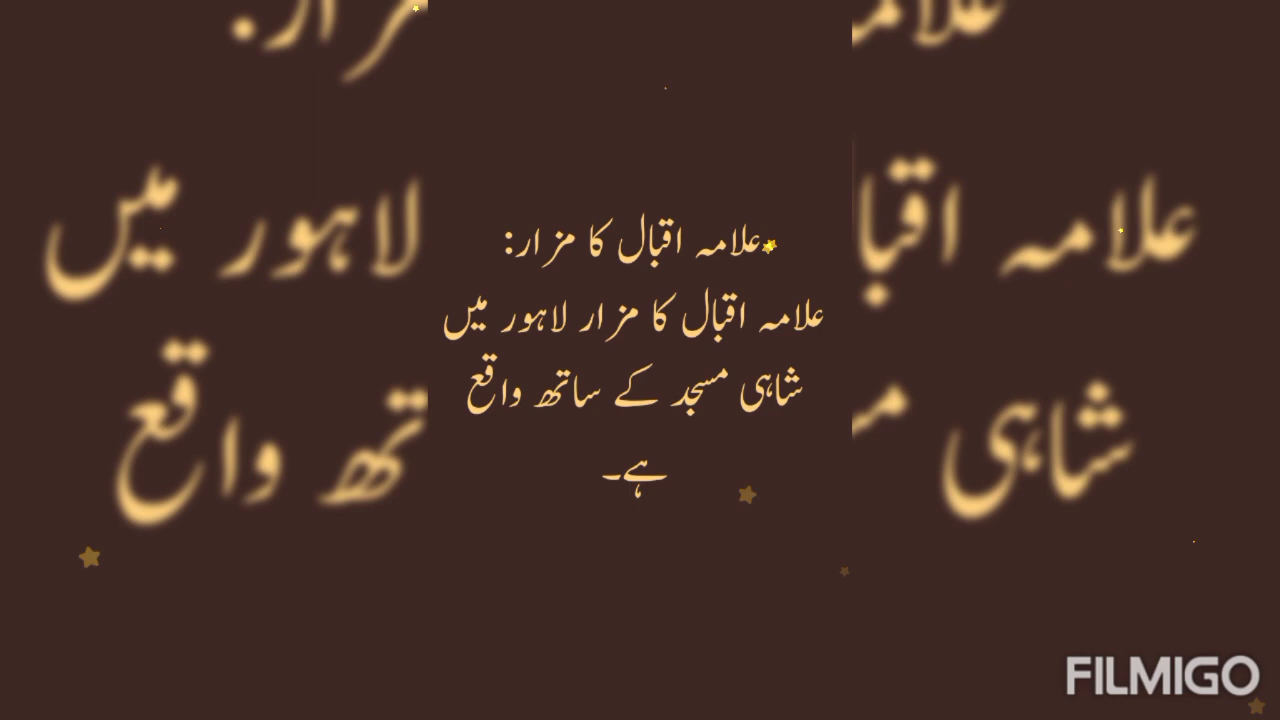 علامہ اقبال کا مزار:
علامہ اقبال کا مزار لاہور میں
شاہی مسجد کے ساتھ واقع
ہے۔
FILMIGO